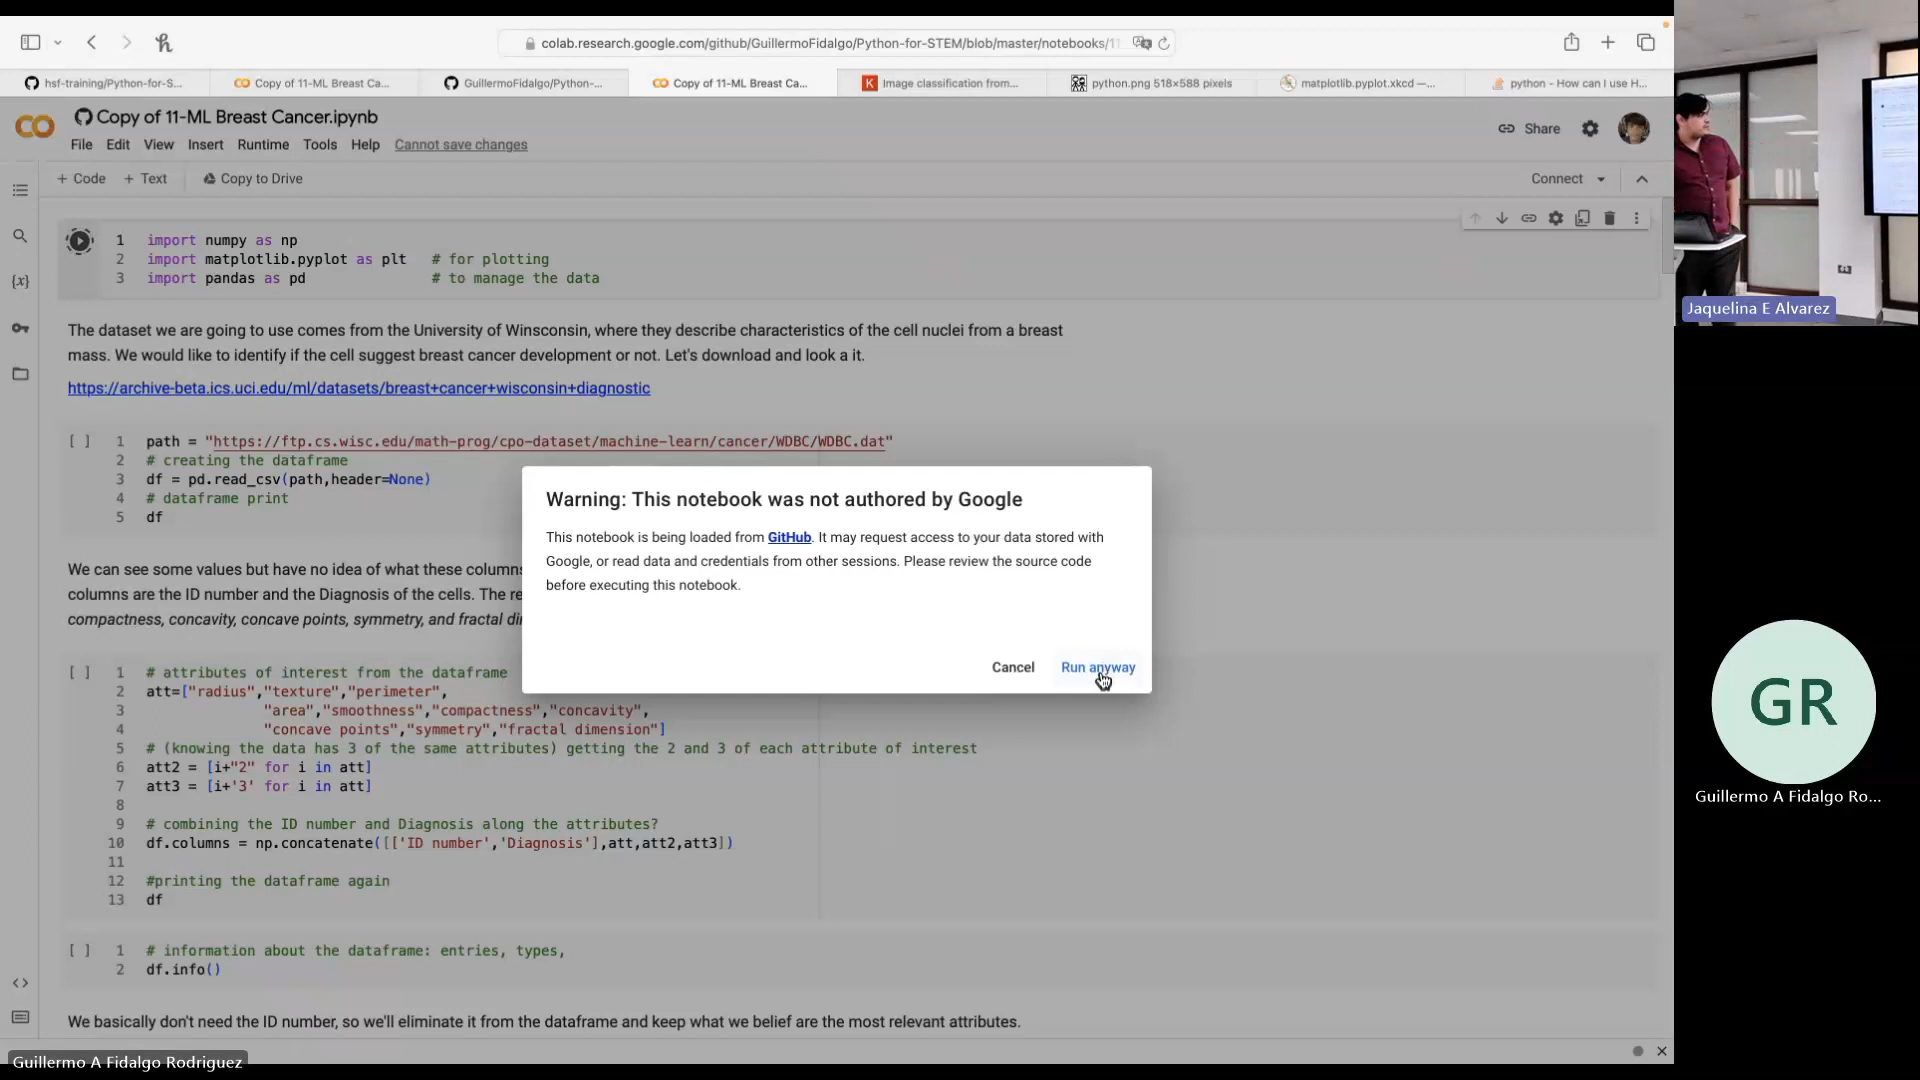 colab.research.google.com/github/GuillermoFidalgo/Python-for-STEM/blob/master/notebooks/1
hsf-training/Python-for-S...
Copy of 11-ML Breast Ca...
GuillermoFidalgo/Python-...
Copy of 11-ML Breast Ca...
Image classification from...
python.png 518×588 pixels
matplotlib.pyplot.xkcd —...
python - How can I use H...
Copy of 11-ML Breast Cancer.ipynb
File Edit View Insert Runtime Tools Help Cannot save changes
Share
+ Code + Text Copy to Drive
Connect
1 import numpy as np
2 import matplotlib.pyplot as plt # for plotting
3 import pandas as pd # to manage the data
The dataset we are going to use comes from the University of Winsconsin, where they describe characteristics of the cell nuclei from a breast
mass. We would like to identify if the cell suggest breast cancer development or not. Let's download and look a it.
https://archive-beta.ics.uci.edu/ml/datasets/breast+cancer+wisconsin+diagnostic
[ ] 1 path = "https://ftp.cs.wisc.edu/math-prog/cpo-dataset/machine-learn/cancer/WDBC/WDBC.dat"
2 # creating the dataframe
3 df = pd.read_csv(path,header=None)
4 # dataframe print
5 df
We can see some values but have no idea of what these columns
columns are the ID number and the Diagnosis of the cells. The re
compactness, concavity, concave points, symmetry, and fractal di
Warning: This notebook was not authored by Google
This notebook is being loaded from GitHub. It may request access to your data stored with
Google, or read data and credentials from other sessions. Please review the source code
before executing this notebook.
Cancel Run anyway
[ ] 1 # attributes of interest from the dataframe
2 att=["radius","texture","perimeter",
3 "area","smoothness","compactness","concavity",
4 "concave points","symmetry","fractal dimension"]
5 # (knowing the data has 3 of the same attributes) getting the 2 and 3 of each attribute of interest
6 att2 = [i+"2" for i in att]
7 att3 = [i+'3' for i in att]
8
9 # combining the ID number and Diagnosis along the attributes?
10 df.columns = np.concatenate([['ID number','Diagnosis'],att,att2,att3])
11
12 #printing the dataframe again
13 df
[ ] 1 # information about the dataframe: entries, types,
2 df.info()
We basically don't need the ID number, so we'll eliminate it from the dataframe and keep what we belief are the most relevant attributes.
Guillermo A Fidalgo Rodriguez
Jaquelina E Alvarez
GR
Guillermo A Fidalgo Ro...